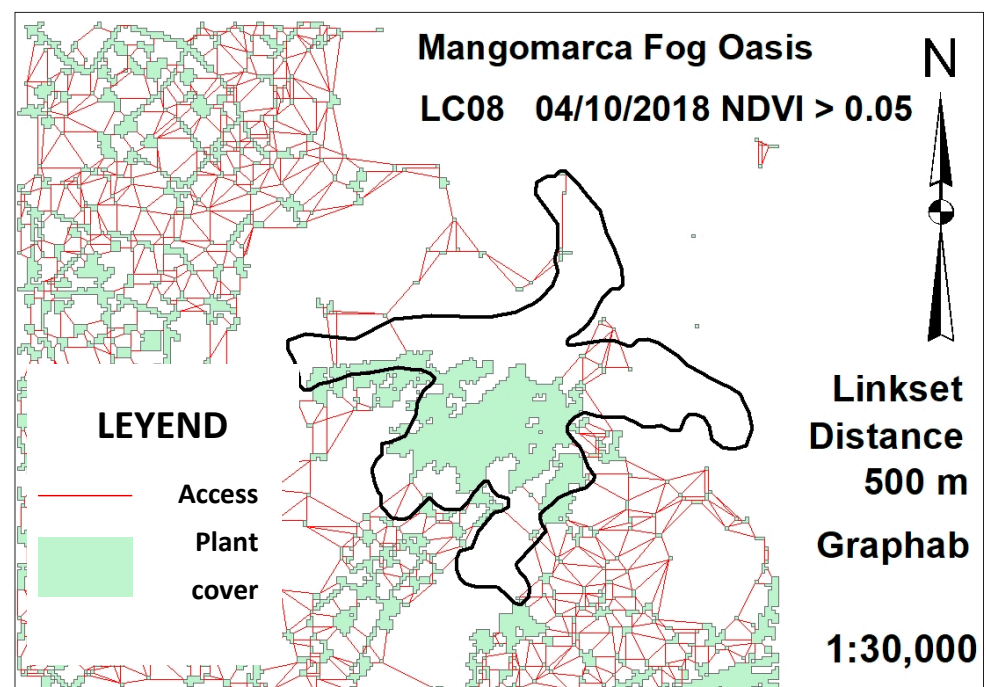 Mangomarca Fog Oasis
LC08 04/10/2018 NDVI > 0.05
N
LEYEND
Access
Plant
cover
Linkset
Distance
500 m
Graphab
1:30,000